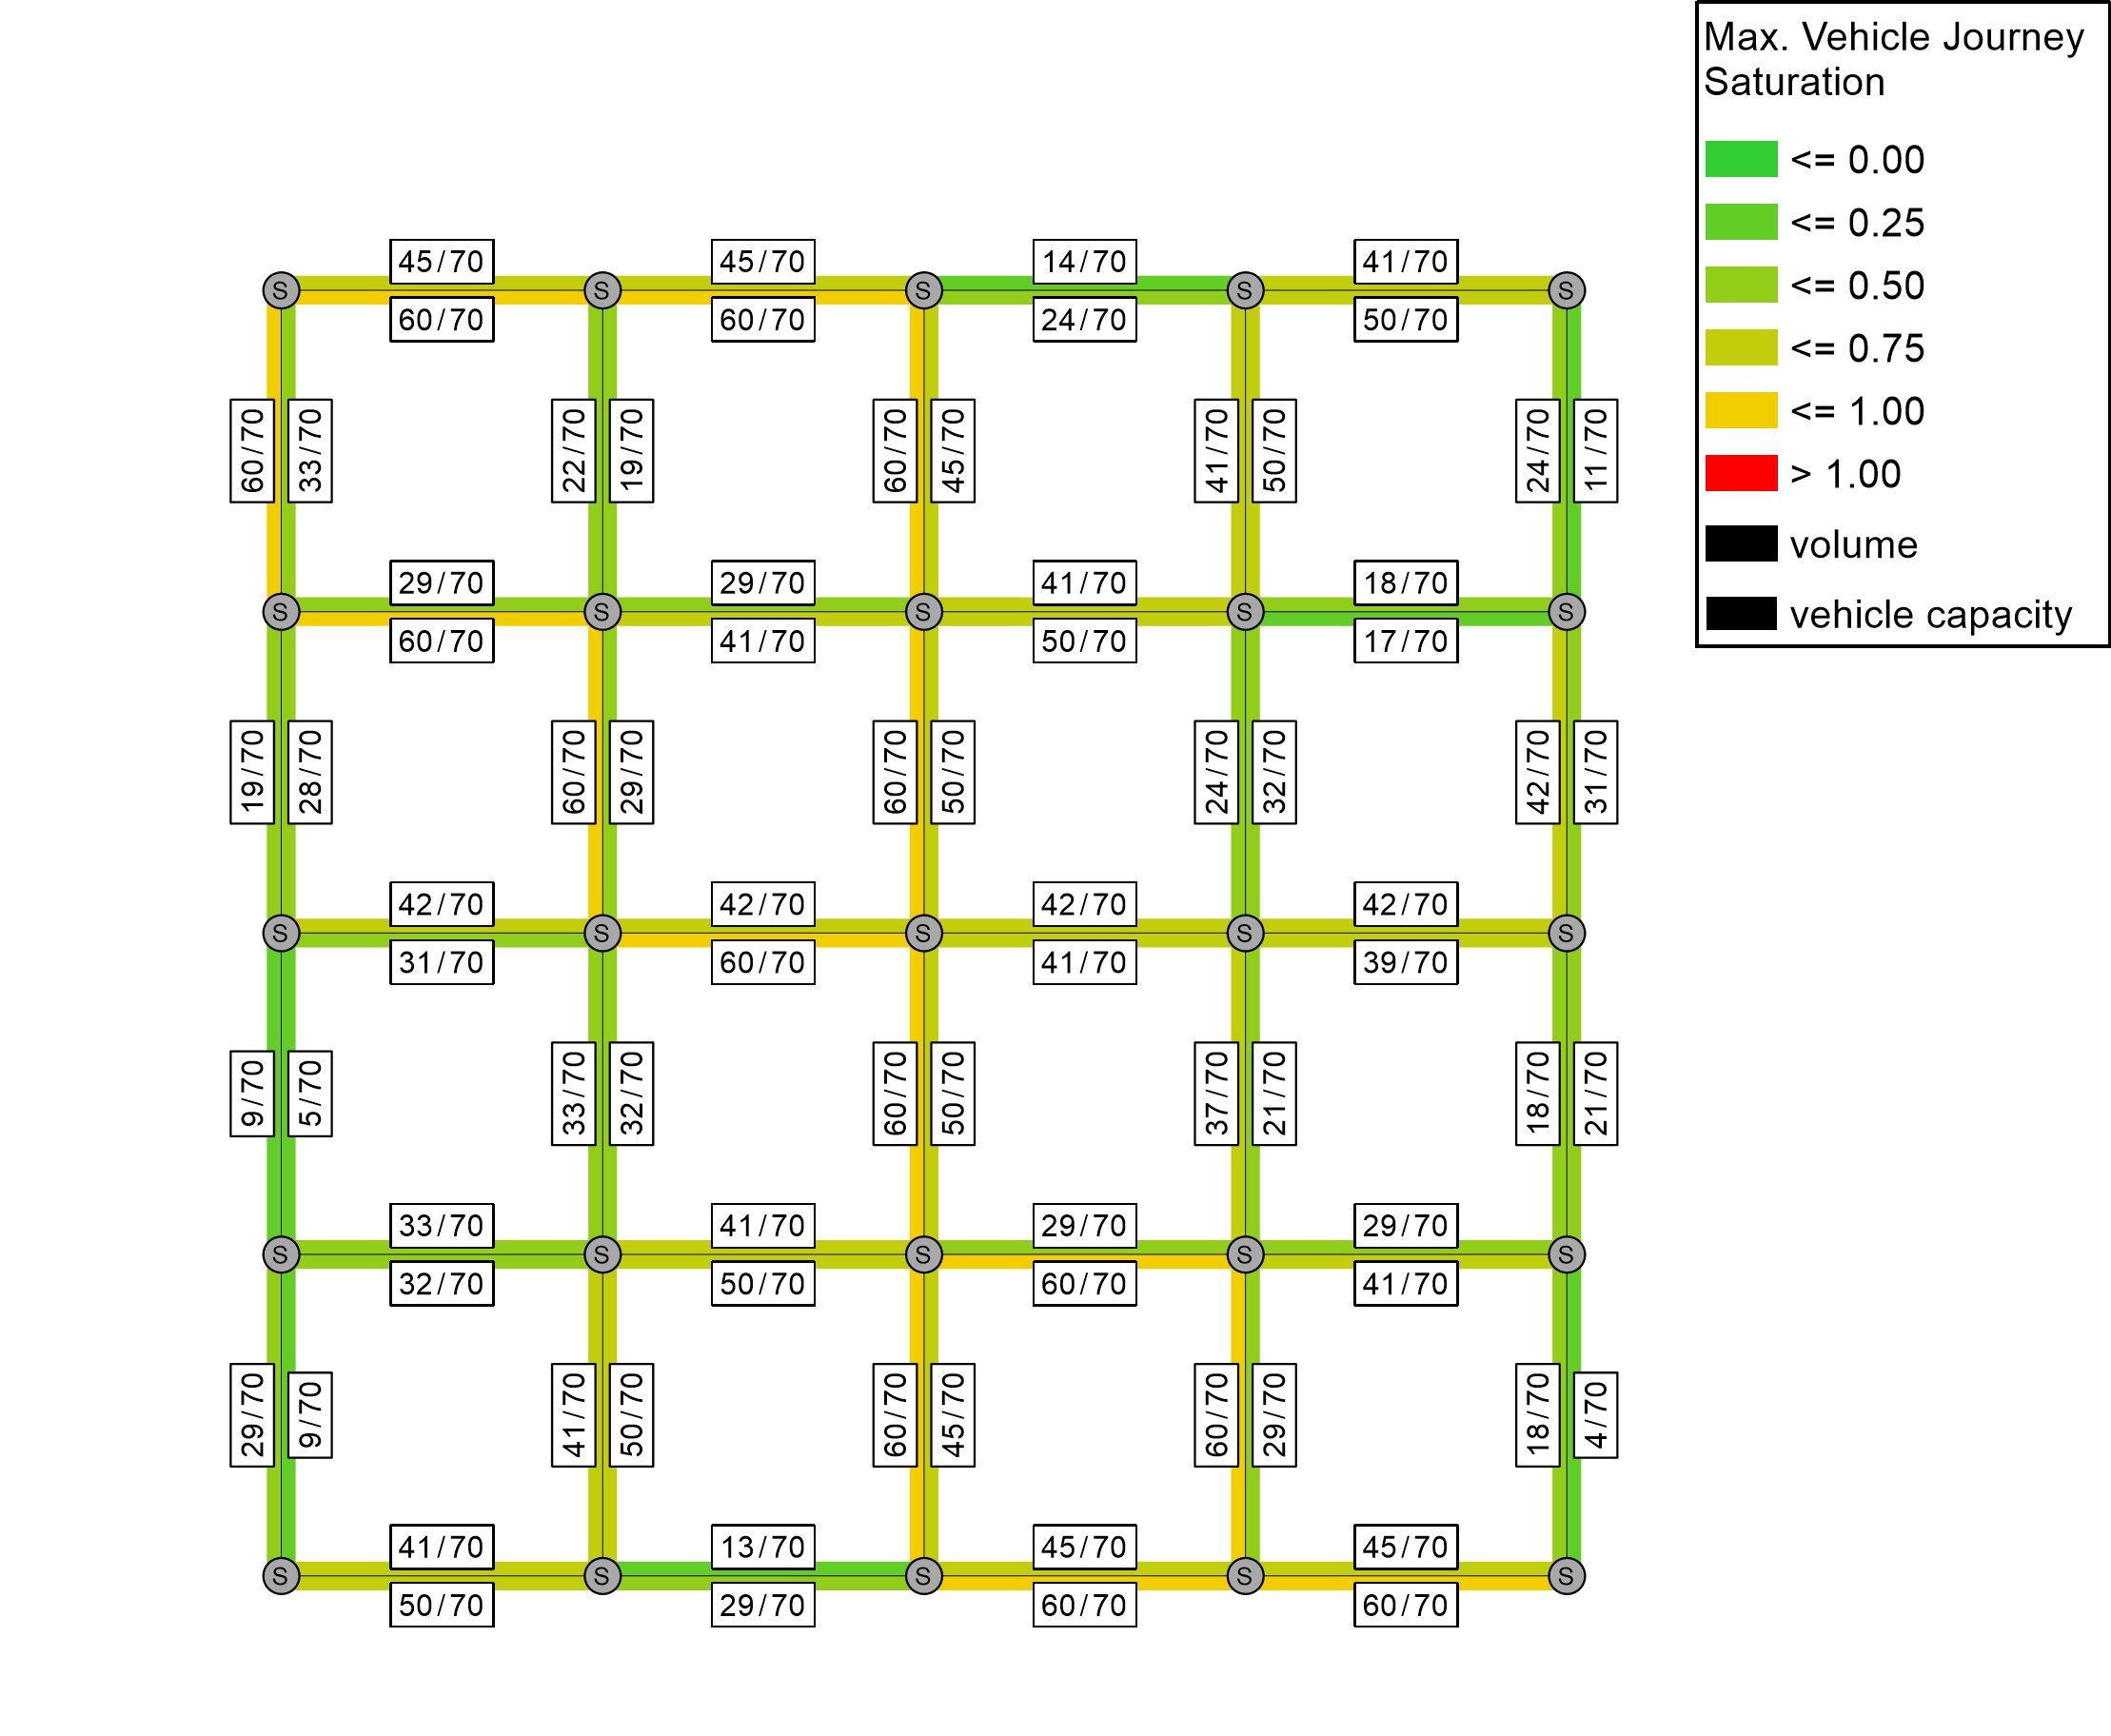 Max. Vehicle Journey
Saturation
<= 0.00
<= 0.25
<= 0.50
<= 0.75
<= 1.00
> 1.00
volume
vehicle capacity
45/70 45/70 14/70 41/70
S S S S S
60/70 60/70 24/70 50/70
60/70 33/70 22/70 19/70 60/70 45/70 41/70 50/70 24/70 11/70
29/70 29/70 41/70 18/70
S S S S S
60/70 41/70 50/70 17/70
19/70 28/70 60/70 29/70 60/70 50/70 24/70 32/70 42/70 31/70
42/70 42/70 42/70 42/70
S S S S S
31/70 60/70 41/70 39/70
9/70 5/70 33/70 32/70 60/70 50/70 37/70 21/70 18/70 21/70
33/70 41/70 29/70 29/70
S S S S S
32/70 50/70 60/70 41/70
29/70 9/70 41/70 50/70 60/70 45/70 60/70 29/70 18/70 4/70
41/70 13/70 45/70 45/70
S S S S S
50/70 29/70 60/70 60/70